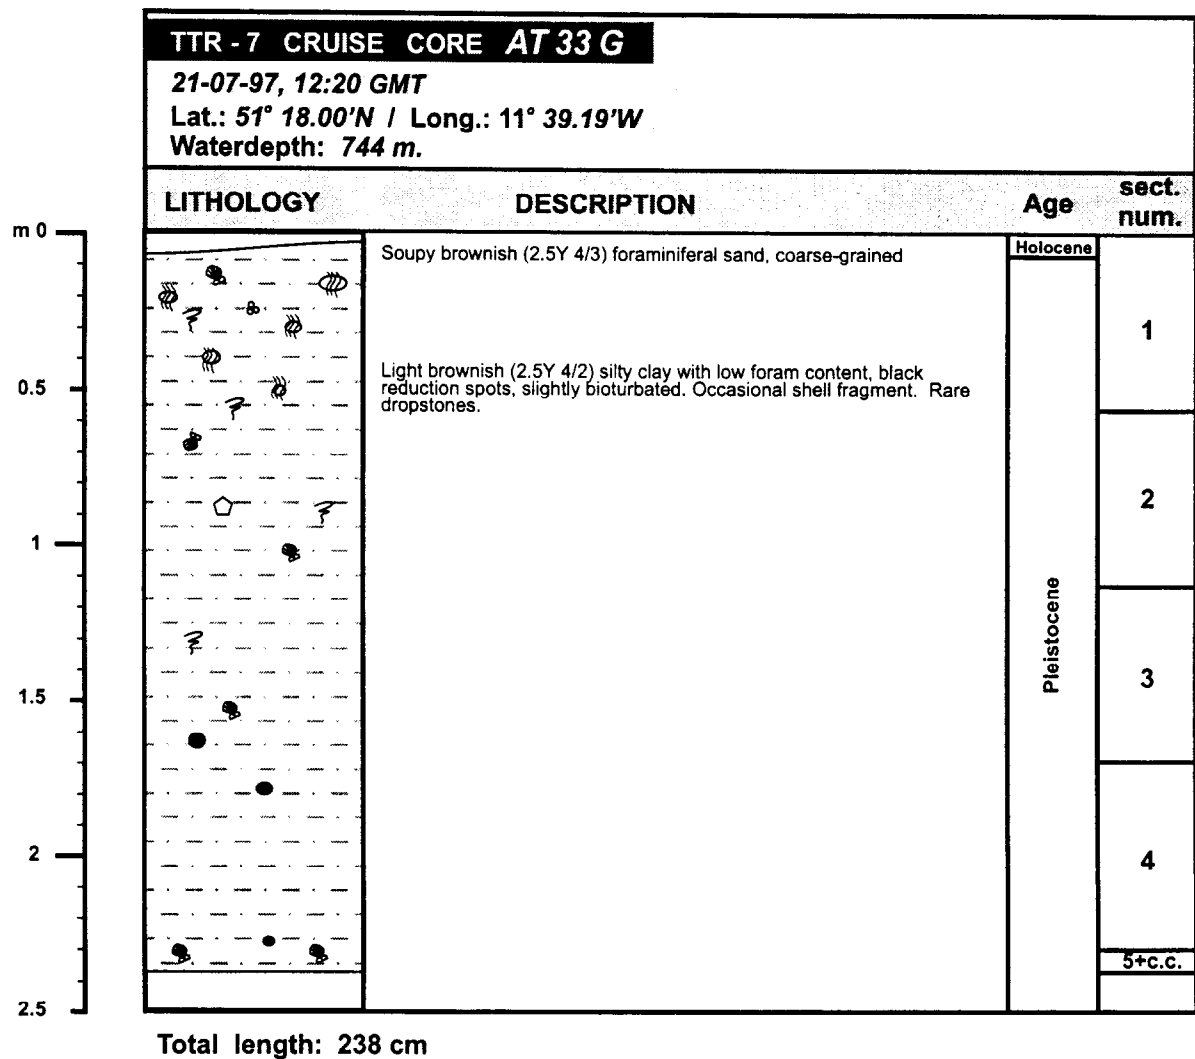 TTR - 7 CRUISE CORE AT 33 G
21-07-97, 12:20 GMT
Lat.: 51° 18.00'N / Long.: 11° 39.19'W
Waterdepth: 744 m.
LITHOLOGY DESCRIPTION Age sect. num.
m 0
Soupy brownish (2.5Y 4/3) foraminiferal sand, coarse-grained
Holocene
1
Light brownish (2.5Y 4/2) silty clay with low foram content, black
reduction spots, slightly bioturbated. Occasional shell fragment. Rare
dropstones.
0.5
2
1
Pleistocene
3
1.5
2
4
5+c.c.
2.5
Total length: 238 cm